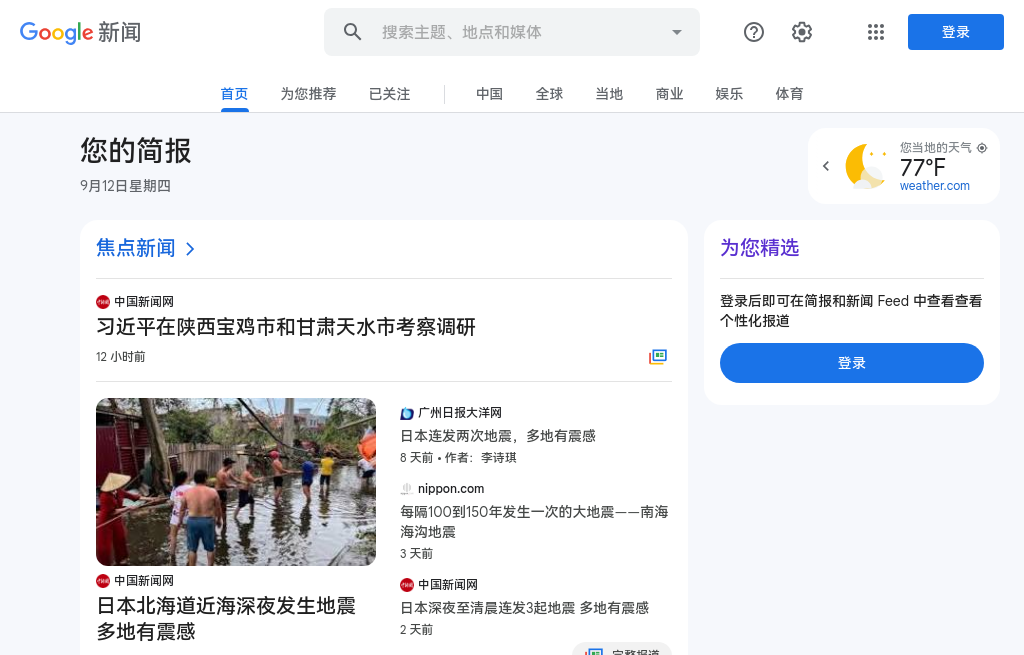 Google 新闻
搜索主题、地点和媒体
登录
首页
为您推荐
已关注
中国
全球
当地
商业
娱乐
体育
您的简报
9月12日星期四
您当地的天气
77°F
weather.com
焦点新闻
中国新闻网
习近平在陕西宝鸡市和甘肃天水市考察调研
12 小时前
中国新闻网
日本北海道近海深夜发生地震
多地有震感
广州日报大洋网
日本连发两次地震，多地有震感
8 天前 • 作者：李诗琪
nippon.com
每隔100到150年发生一次的大地震——南海
海沟地震
3 天前
中国新闻网
日本深夜至清晨连发3起地震 多地有震感
2 天前
完整报道
为您精选
登录后即可在简报和新闻 Feed 中查看查看
个性化报道
登录